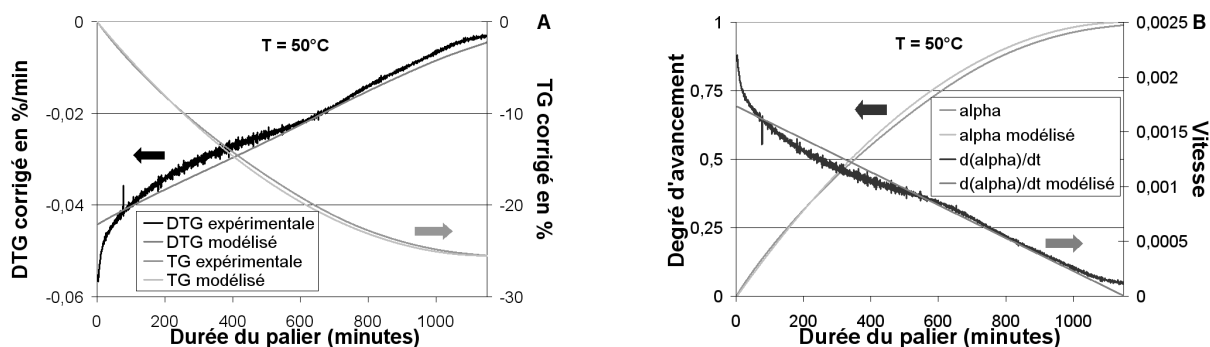 A
T = 50°C
DTG corrigé en %/min
0
-0,02
-0,04
-0,06
0
-10
-20
-30
TG corrigé en %
DTG expérimentale
DTG modélisé
TG expérimentale
TG modélisé
0 200 400 600 800 1000
Durée du palier (minutes)
B
T = 50°C
Degré d'avancement
1
0,75
0,5
0,25
0
0,0025
0,002
0,0015
0,001
0,0005
0
Vitesse
alpha
alpha modélisé
d(alpha)/dt
d(alpha)/dt modélisé
0 200 400 600 800 1000
Durée du palier (minutes)